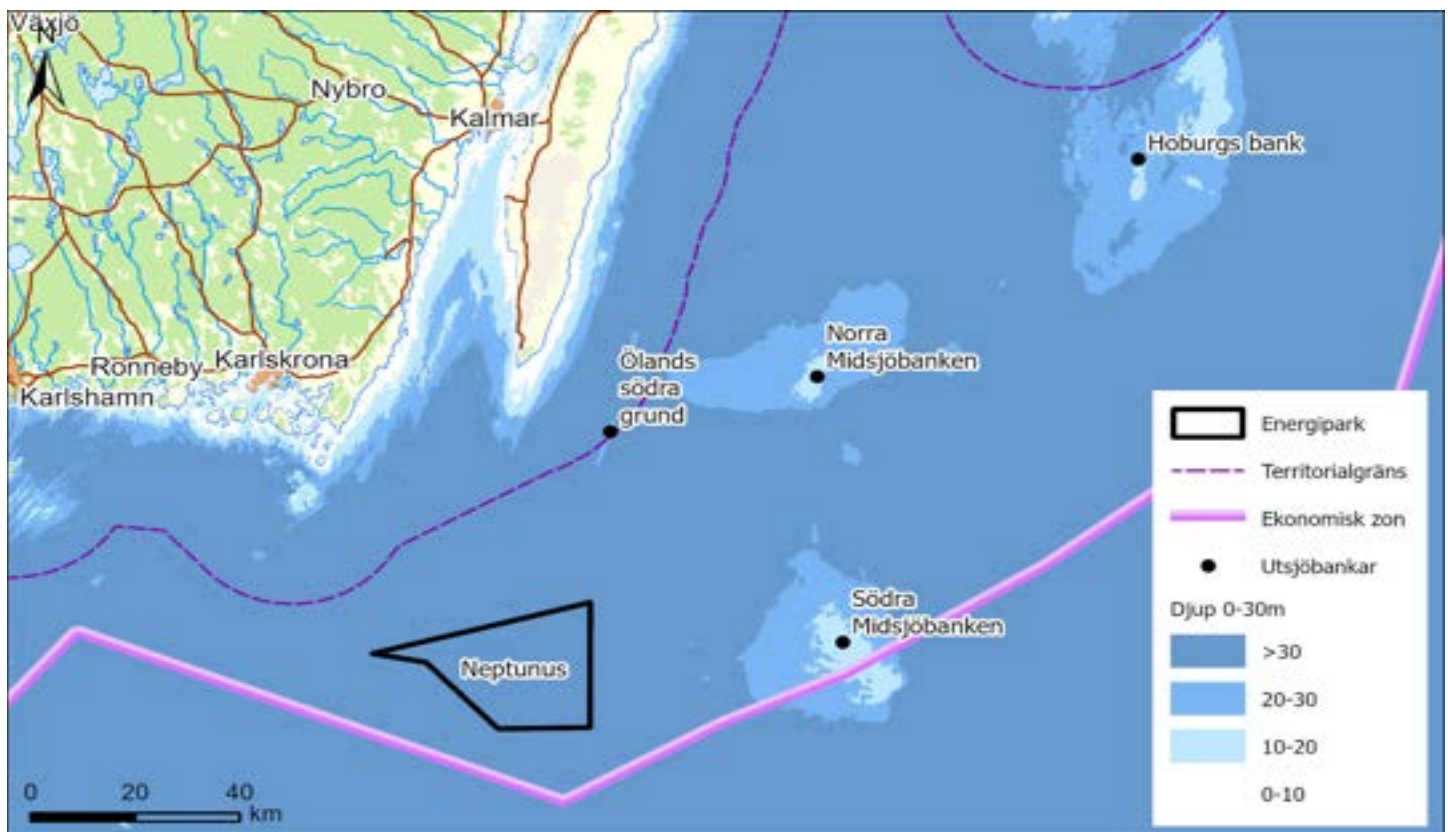 Växjö
N
Nybro
Kalmar
Hoburgs bank
Norra
Midsjöbanken
Ölands
södra
grund
Ronneby
Karlskrona
Karlshamn
Energipark
Territorialgräns
Ekonomisk zon
Utsjöbankar
Djup 0-30m
>30
20-30
10-20
0-10
Södra
Midsjöbanken
Neptunus
0 20 40
km